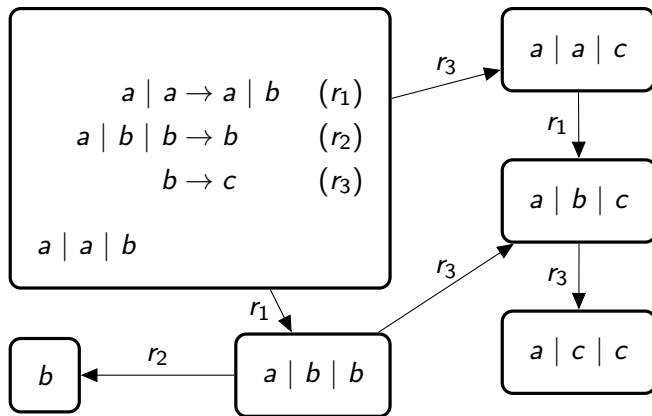 a | a → a | b (r₁)
a | b | b → b (r₂)
b → c (r₃)
a | a | b
r₃
a | a | c
r₁
a | b | c
r₃
r₃
r₁
a | c | c
b
r₂
a | b | b